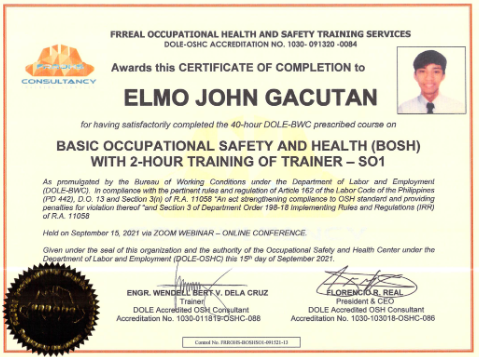 FRREAL OCCUPATIONAL HEALTH AND SAFETY TRAINING SERVICES
DOLE-OSHC ACCREDITATION NO. 1030- 091320 -0084
CONSULTANCY
Awards this CERTIFICATE OF COMPLETION to
ELMO JOHN GACUTAN
for having satisfactorily completed the 40-hour DOLE-BWC prescribed course on
BASIC OCCUPATIONAL SAFETY AND HEALTH (BOSH)
WITH 2-HOUR TRAINING OF TRAINER – SO1
As promulgated by the Bureau of Working Conditions under the Department of Labor and Employment
(DOLE-BWC). in compliance with the pertinent rules and regulation of Article 162 of the Labor Code of the Philippines
(PD 442), D.O. 13 and Section 3(n) of R.A. 11058 "An act strengthening compliance to OSH standard and providing
penalties for violation thereof "and Section 3 of Department Order 198-18 Implementing Rules and Regulations (IRR)
of R.A. 11058
Held on September 15, 2021 via ZOOM WEBINAR – ONLINE CONFERENCE.
Given under the seal of this organization and the authority of the Occupational Safety and Health Center under the
Department of Labor and Employment (DOLE-OSHC) this 15th day of September 2021.
ENGR. WENDELL BERT V. DELA CRUZ
Trainer
DOLE Accredited OSH Consultant
Accreditation No. 1030-011819-OSHC-086
FLORENCIO R. REAL
President & CEO
DOLE Accredited OSH Consultant
Accreditation No. 1030-103018-OSHC-086